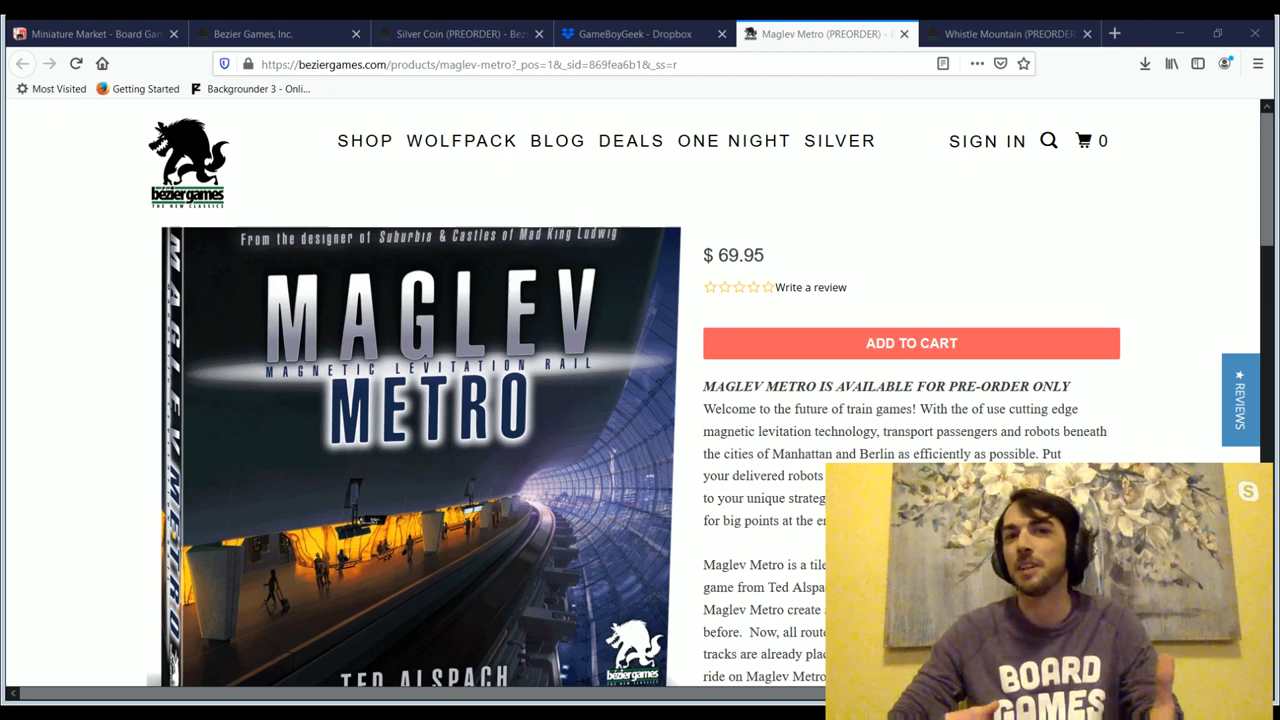 Miniature Market - Board Gan
Bezier Games, Inc.
Silver Coin (PREORDER) - Bez
GameBoyGeek - Dropbox
Maglev Metro (PREORDER) - B
Whistle Mountain (PREORDER)
https://beziergames.com/products/maglev-metro?_pos=1&_sid=869fea6b1&_ss=r
Most Visited
Getting Started
Backgrounder 3 - Onli...
SHOP WOLFPACK BLOG DEALS ONE NIGHT SILVER
SIGN IN
0
béziergames
THE NEW CLASSICS
From the designer of Suburbia & Castles of Mad King Ludwig
MAGLEV
MAGNETIC LEVITATION RAIL
METRO
MAGLEV METRO
TED ALSPACH
béziergames
$ 69.95
Write a review
ADD TO CART
MAGLEV METRO IS AVAILABLE FOR PRE-ORDER ONLY
Welcome to the future of train games! With the of use cutting edge
magnetic levitation technology, transport passengers and robots beneath
the cities of Manhattan and Berlin as efficiently as possible. Put
your delivered robots
to your unique strateg
for big points at the e
Maglev Metro is a tile
game from Ted Alspa
Maglev Metro create
before. Now, all rout
tracks are already pla
ride on Maglev Metro
★ REVIEWS
BOARD
GAMES